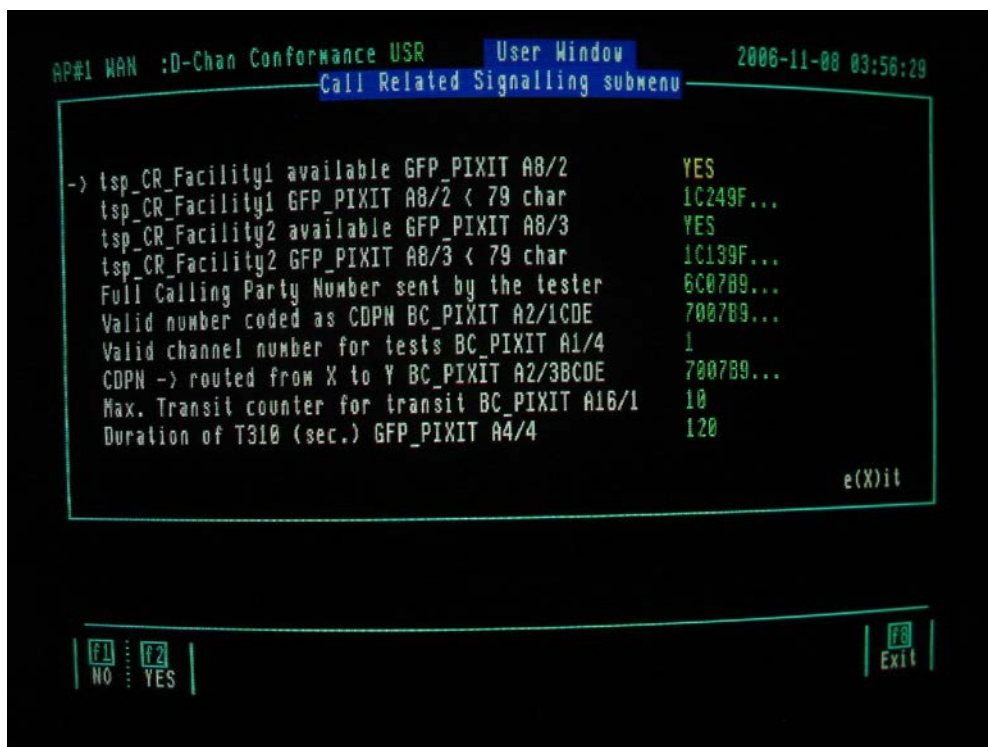 AP#1 WAN :D-Chan Conformance USR User Window 2006-11-08 03:56:29
Call Related Signalling submenu
-> tsp_CR_Facility1 available GFP_PIXIT A8/2 YES
tsp_CR_Facility1 GFP_PIXIT A8/2 < 79 char 1C249F...
tsp_CR_Facility2 available GFP_PIXIT A8/3 YES
tsp_CR_Facility2 GFP_PIXIT A8/3 < 79 char 1C139F...
Full Calling Party Number sent by the tester 6C07B9...
Valid number coded as CDPN BC_PIXIT A2/1CDE 7007B9...
Valid channel number for tests BC_PIXIT A1/4 1
CDPN -> routed from X to Y BC_PIXIT A2/3BCDE 7007B9...
Max. Transit counter for transit BC_PIXIT A16/1 10
Duration of T310 (sec.) GFP_PIXIT A4/4 120
e(X)it
f1 f2 f8
NO YES Exit